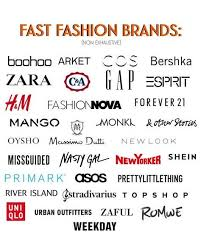 FAST FASHION BRANDS:
(NON EXHAUSTIVE)
boohoo ARKET COS Bershka
ZARA C&A GAP ESPRIT
H&M FASHIONNOVA FOREVER 21
MANGO MONKI & other Stories
OYSHO Massimo Dutti NEW LOOK
MISSGUIDED NASTY GAL NEWYORKER SHEIN
PRIMARK asos PRETTYLITTLETHING
RIVER ISLAND Stradivarius TOPSHOP
UNI QLO URBAN OUTFITTERS ZAFUL ROMWE
WEEKDAY